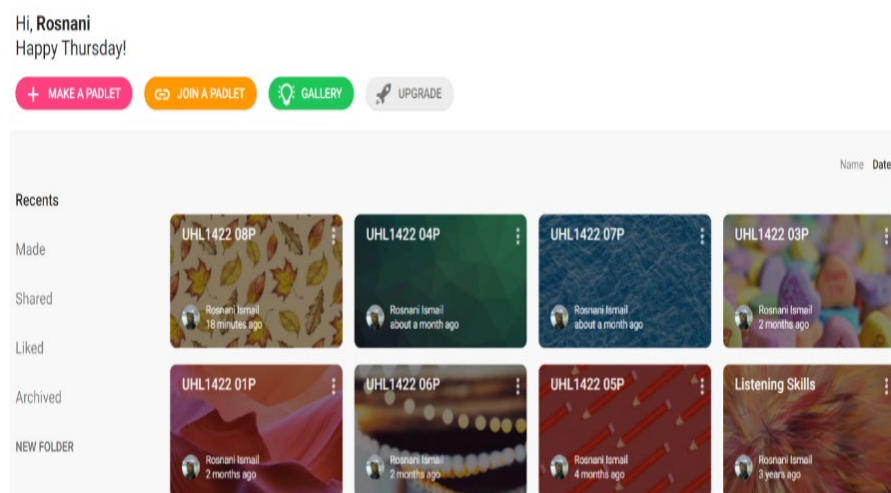 Hi, Rosnani
Happy Thursday!
+ MAKE A PADLET
JOIN A PADLET
GALLERY
UPGRADE
Name Date
Recents
Made
Shared
Liked
Archived
NEW FOLDER
UHL1422 08P
Rosnani Ismail
18 minutes ago
UHL1422 04P
Rosnani Ismail
about a month ago
UHL1422 07P
Rosnani Ismail
about a month ago
UHL1422 03P
Rosnani Ismail
2 months ago
UHL1422 01P
Rosnani Ismail
2 months ago
UHL1422 06P
Rosnani Ismail
2 months ago
UHL1422 05P
Rosnani Ismail
4 months ago
Listening Skills
Rosnani Ismail
3 years ago